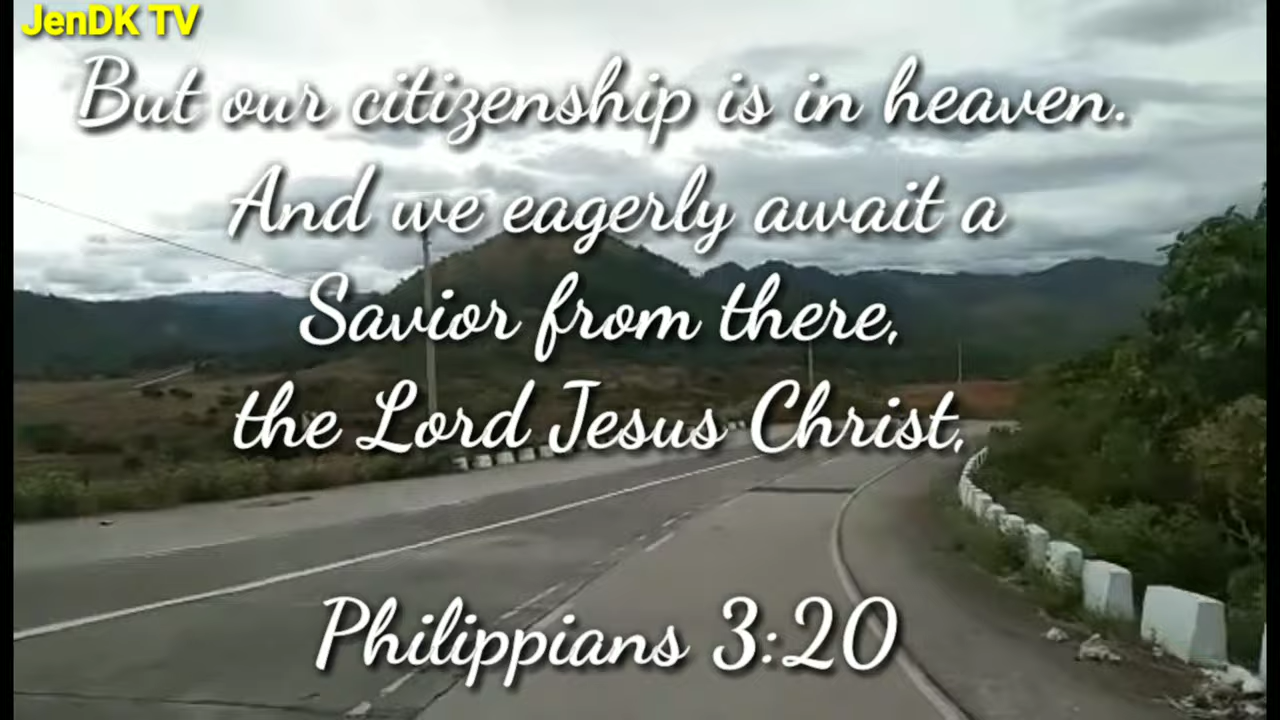 JenDK TV
But our citizenship is in heaven.
And we eagerly await a
Savior from there,
the Lord Jesus Christ,
Philippians 3:20